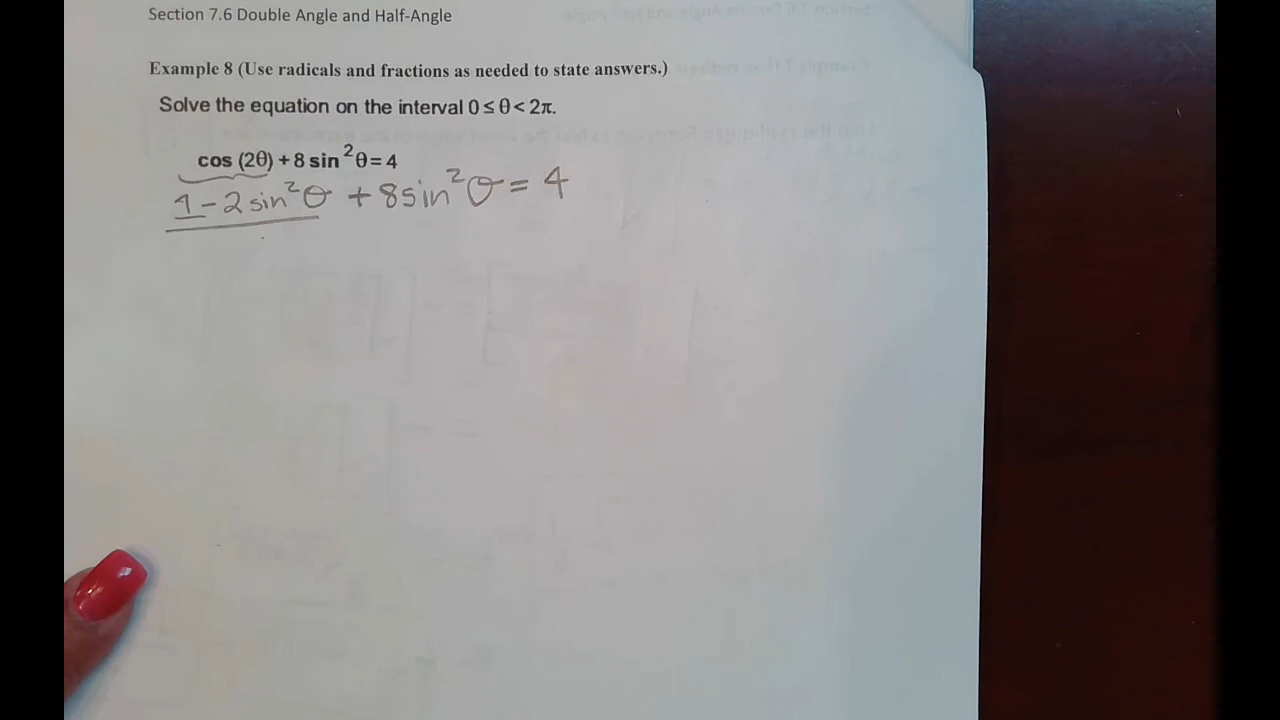 Section 7.6 Double Angle and Half-Angle
Example 8 (Use radicals and fractions as needed to state answers.)
Solve the equation on the interval 0 ≤ θ < 2π.
cos (2θ) + 8 sin²θ = 4
1 - 2 sin²θ + 8 sin²θ = 4